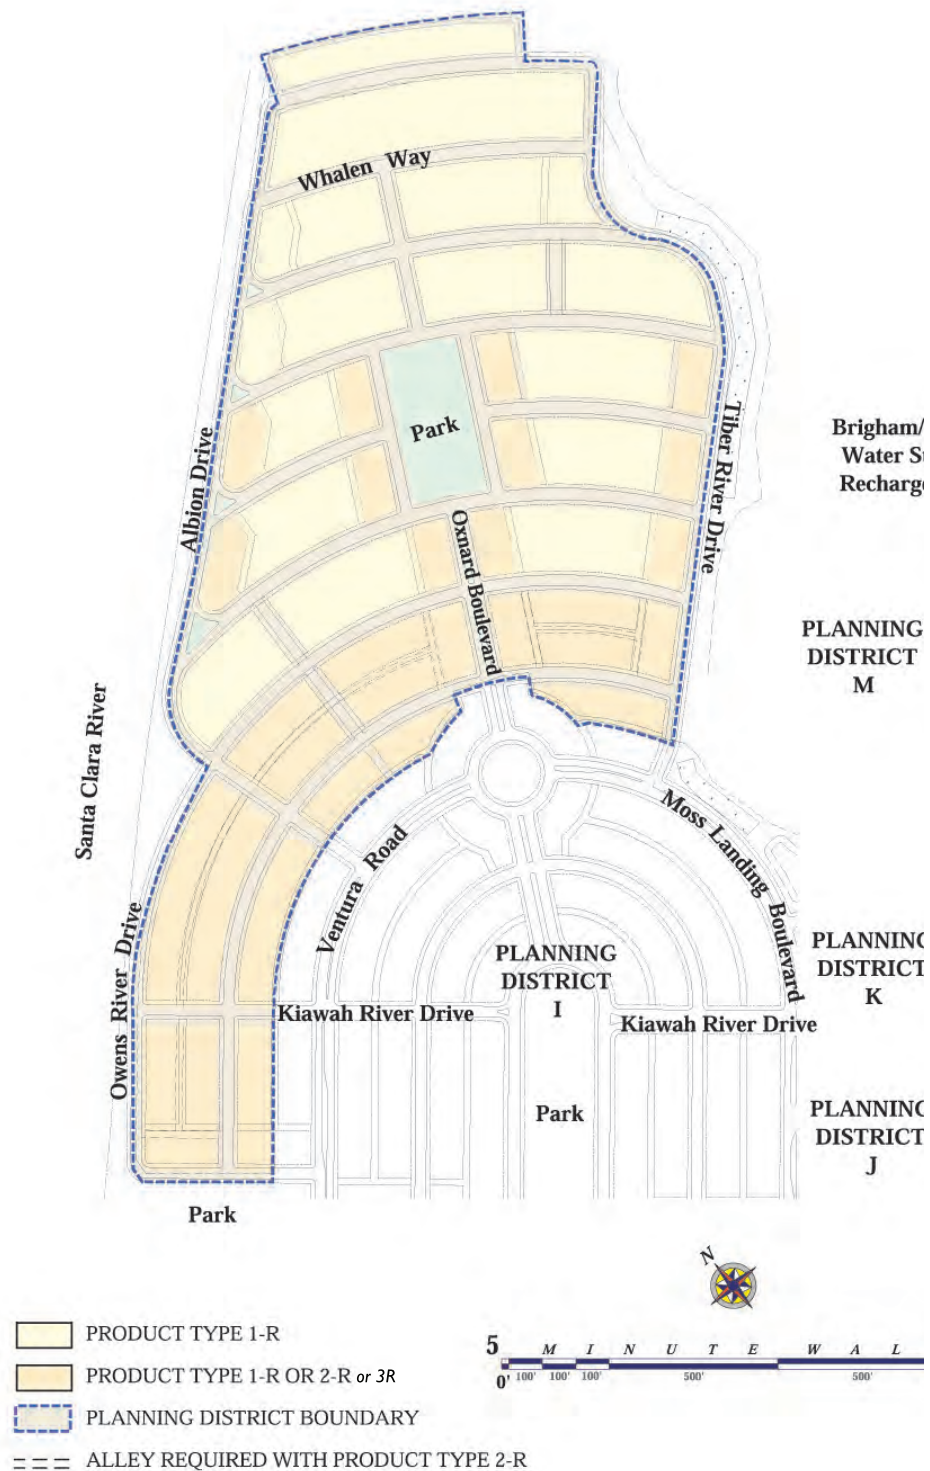 Whalen Way
Park
Albion Drive
Tiber River Drive
Brigham/
Water S
Recharg
Oxnard Boulevard
PLANNING
DISTRICT
M
Santa Clara River
Moss Landing Boulevard
Ventura Road
Owens River Drive
PLANNING
DISTRICT
I
PLANNING
DISTRICT
K
Kiawah River Drive
Kiawah River Drive
Park
PLANNING
DISTRICT
J
Park
N
PRODUCT TYPE 1-R
5 MINUTE WAL
PRODUCT TYPE 1-R OR 2-R or 3R
0' 100' 100' 100' 500' 500'
PLANNING DISTRICT BOUNDARY
ALLEY REQUIRED WITH PRODUCT TYPE 2-R